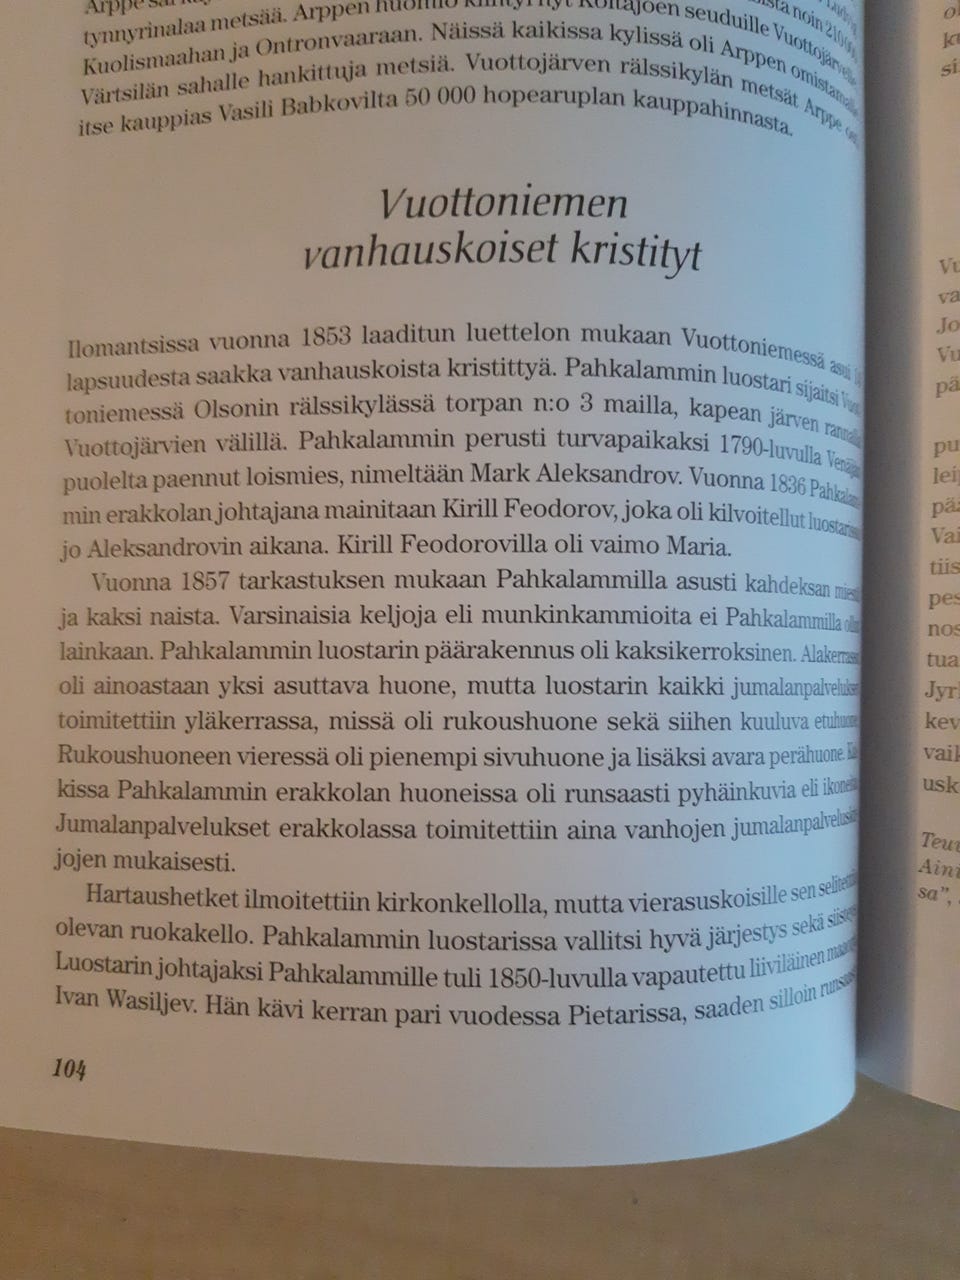 tynnyrinalaa metsää. Arppen huomio kiintyi nyt Koitajoen seuduille Vuottojärvelle,
Kuolismaahan ja Ontronvaaraan. Näissä kaikissa kylissä oli Arppen omistamalle
Värtsilän sahalle hankittuja metsiä. Vuottojärven rälssikylän metsät Arppe osti
itse kauppias Vasili Babkovilta 50 000 hopearuplan kauppahinnasta.
Vuottoniemen
vanhauskoiset kristityt
Ilomantsissa vuonna 1853 laaditun luettelon mukaan Vuottoniemessä asui
lapsuudesta saakka vanhauskoista kristittyä. Pahkalammin luostari sijaitsi Vuot-
toniemessä Olsonin rälssikylässä torpan n:o 3 mailla, kapean järven rannalla
Vuottojärvien välillä. Pahkalammin perusti turvapaikaksi 1790-luvulla Venäjän
puolelta paennut loismies, nimeltään Mark Aleksandrov. Vuonna 1836 Pahkalam-
min erakkolan johtajana mainitaan Kirill Feodorov, joka oli kilvoitellut luostarissa
jo Aleksandrovin aikana. Kirill Feodorovilla oli vaimo Maria.
Vuonna 1857 tarkastuksen mukaan Pahkalammilla asusti kahdeksan miestä
ja kaksi naista. Varsinaisia keljoja eli munkinkammioita ei Pahkalammilla ollut
lainkaan. Pahkalammin luostarin päärakennus oli kaksikerroksinen. Alakerrassa
oli ainoastaan yksi asuttava huone, mutta luostarin kaikki jumalanpalvelukset
toimitettiin yläkerrassa, missä oli rukoushuone sekä siihen kuuluva etuhuone.
Rukoushuoneen vieressä oli pienempi sivuhuone ja lisäksi avara perähuone. Kai-
kissa Pahkalammin erakkolan huoneissa oli runsaasti pyhäinkuvia eli ikoneita.
Jumalanpalvelukset erakkolassa toimitettiin aina vanhojen jumalanpalveluskir-
jojen mukaisesti.
Hartaushetket ilmoitettiin kirkonkellolla, mutta vierasuskoisille sen selitettiin
olevan ruokakello. Pahkalammin luostarissa vallitsi hyvä järjestys sekä siisteys.
Luostarin johtajaksi Pahkalammille tuli 1850-luvulla vapautettu liiviläinen maaorja
Ivan Wasiljev. Hän kävi kerran pari vuodessa Pietarissa, saaden silloin runsaasti
104